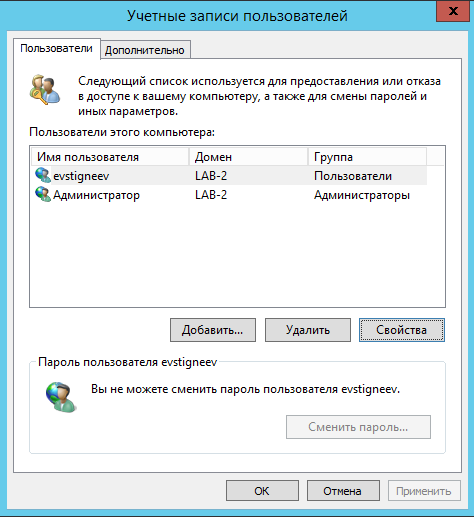 Учетные записи пользователей
x
Пользователи
Дополнительно
Следующий список используется для предоставления или отказа
в доступе к вашему компьютеру, а также для смены паролей и
иных параметров.
Пользователи этого компьютера:
Имя пользователя Домен Группа
evstigneev LAB-2 Пользователи
Администратор LAB-2 Администраторы
Добавить... Удалить Свойства
Пароль пользователя evstigneev
Вы не можете сменить пароль пользователя evstigneev.
Сменить пароль...
OK Отмена Применить